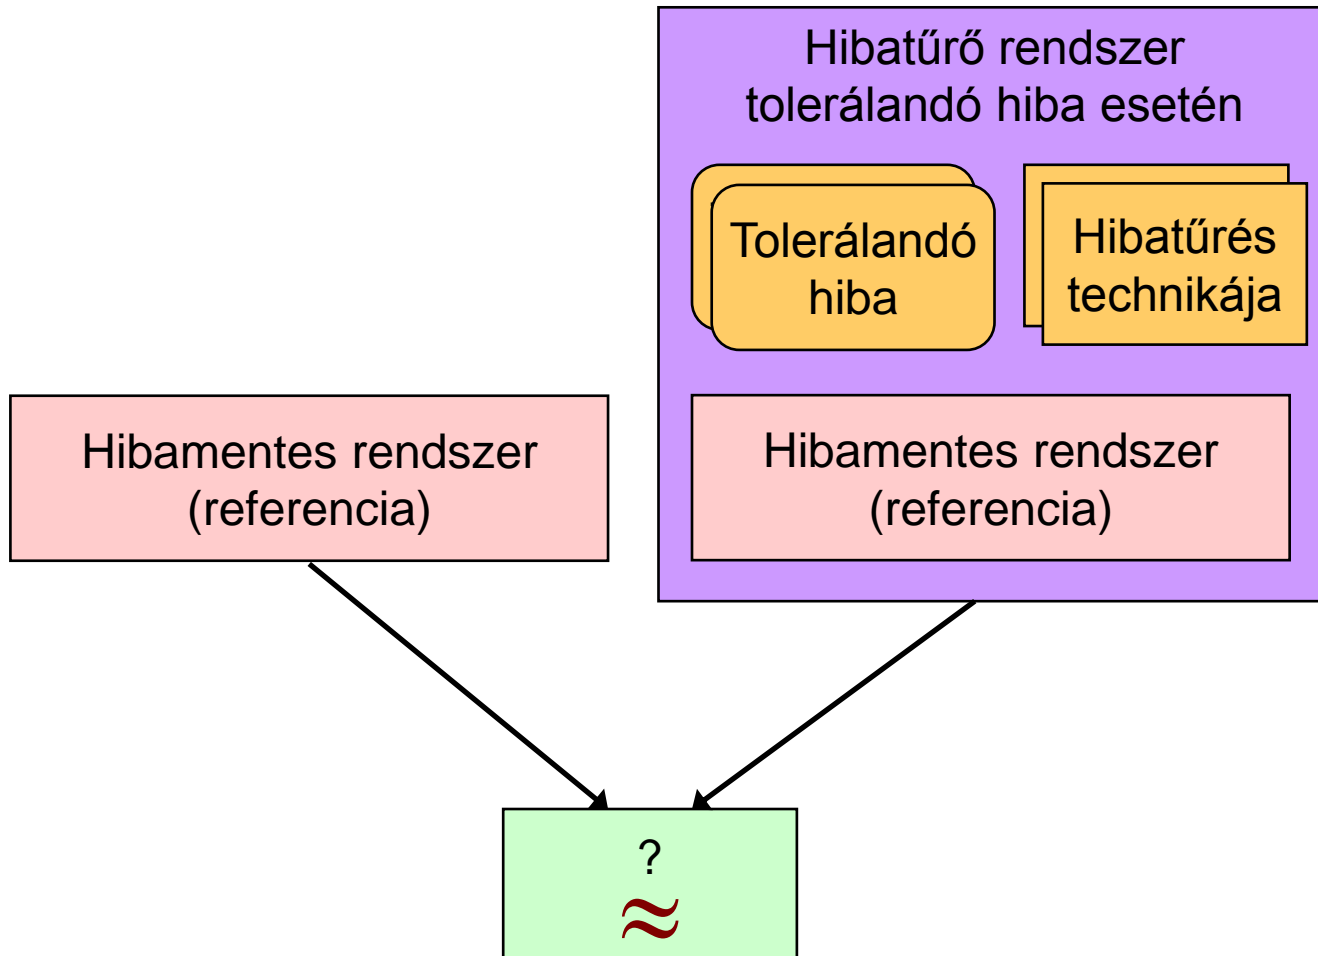 Hibatűrő rendszer
tolerálandó hiba esetén
Tolerálandó
hiba
Hibatűrés
technikája
Hibamentes rendszer
(referencia)
Hibamentes rendszer
(referencia)
?
≈